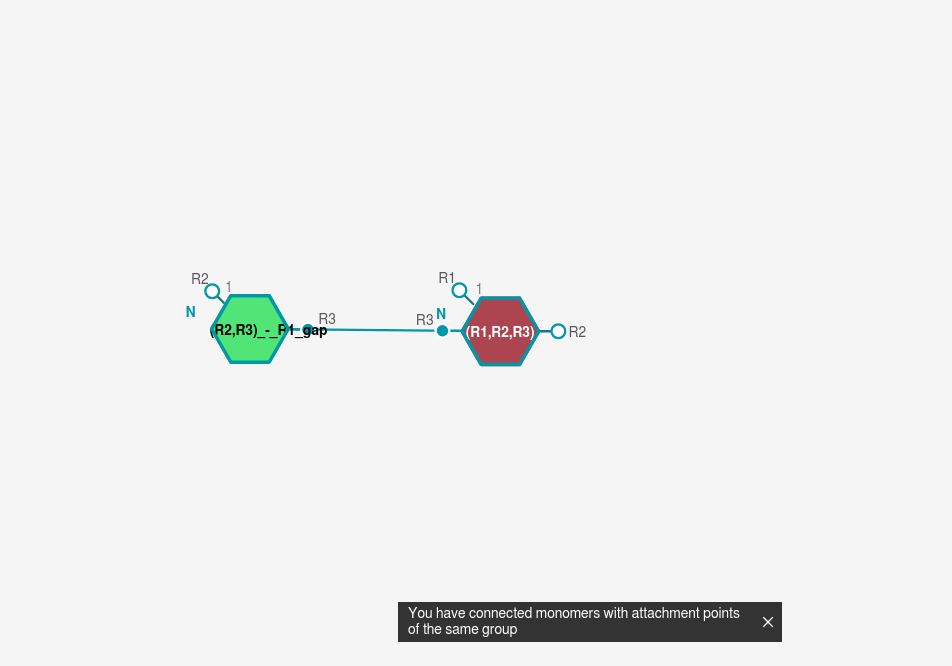 R2
1
N
(R2,R3)_-_R1_gap
R3
R3
R1
1
N
(R1,R2,R3)
R2
You have connected monomers with attachment points
of the same group